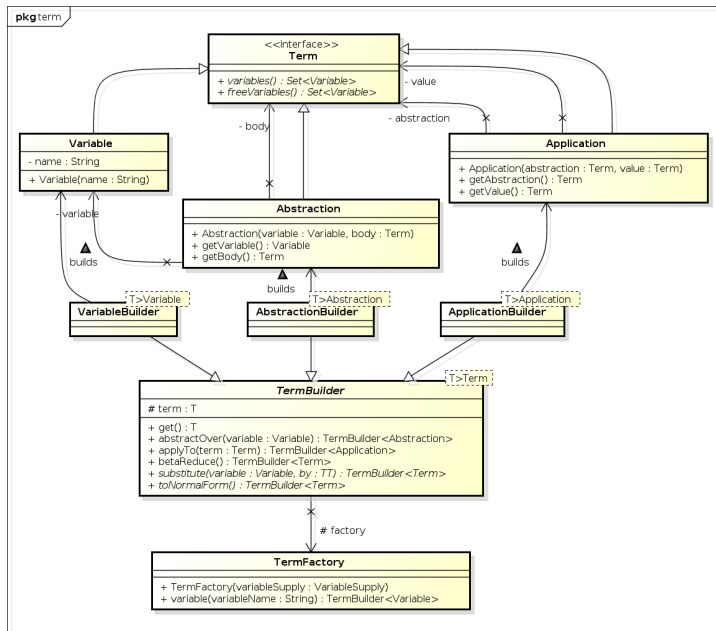 pkg term
<<interface>>
Term
+ variables() : Set<Variable>
+ freeVariables() : Set<Variable>
- value
- abstraction
- body
Variable
- name : String
+ Variable(name : String)
- variable
Application
+ Application(abstraction : Term, value : Term)
+ getAbstraction() : Term
+ getValue() : Term
Abstraction
+ Abstraction(variable : Variable, body : Term)
+ getVariable() : Variable
+ getBody() : Term
builds
builds
builds
T>Variable
VariableBuilder
T>Abstraction
AbstractionBuilder
T>Application
ApplicationBuilder
T>Term
TermBuilder
# term : T
+ get() : T
+ abstractOver(variable : Variable) : TermBuilder<Abstraction>
+ applyTo(term : Term) : TermBuilder<Application>
+ betaReduce() : TermBuilder<Term>
+ substitute(variable : Variable, by : TT) : TermBuilder<Term>
+ toNormalForm() : TermBuilder<Term>
# factory
TermFactory
+ TermFactory(variableSupply : VariableSupply)
+ variable(variableName : String) : TermBuilder<Variable>